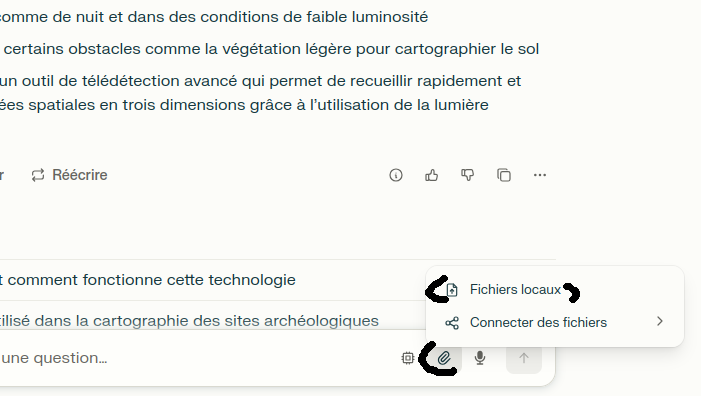 comme de nuit et dans des conditions de faible luminosité
certains obstacles comme la végétation légère pour cartographier le sol
un outil de télédétection avancé qui permet de recueillir rapidement et
ées spatiales en trois dimensions grâce à l'utilisation de la lumière
r Réécrire
t comment fonctionne cette technologie
Fichiers locaux
tilisé dans la cartographie des sites archéologiques
Connecter des fichiers
une question...